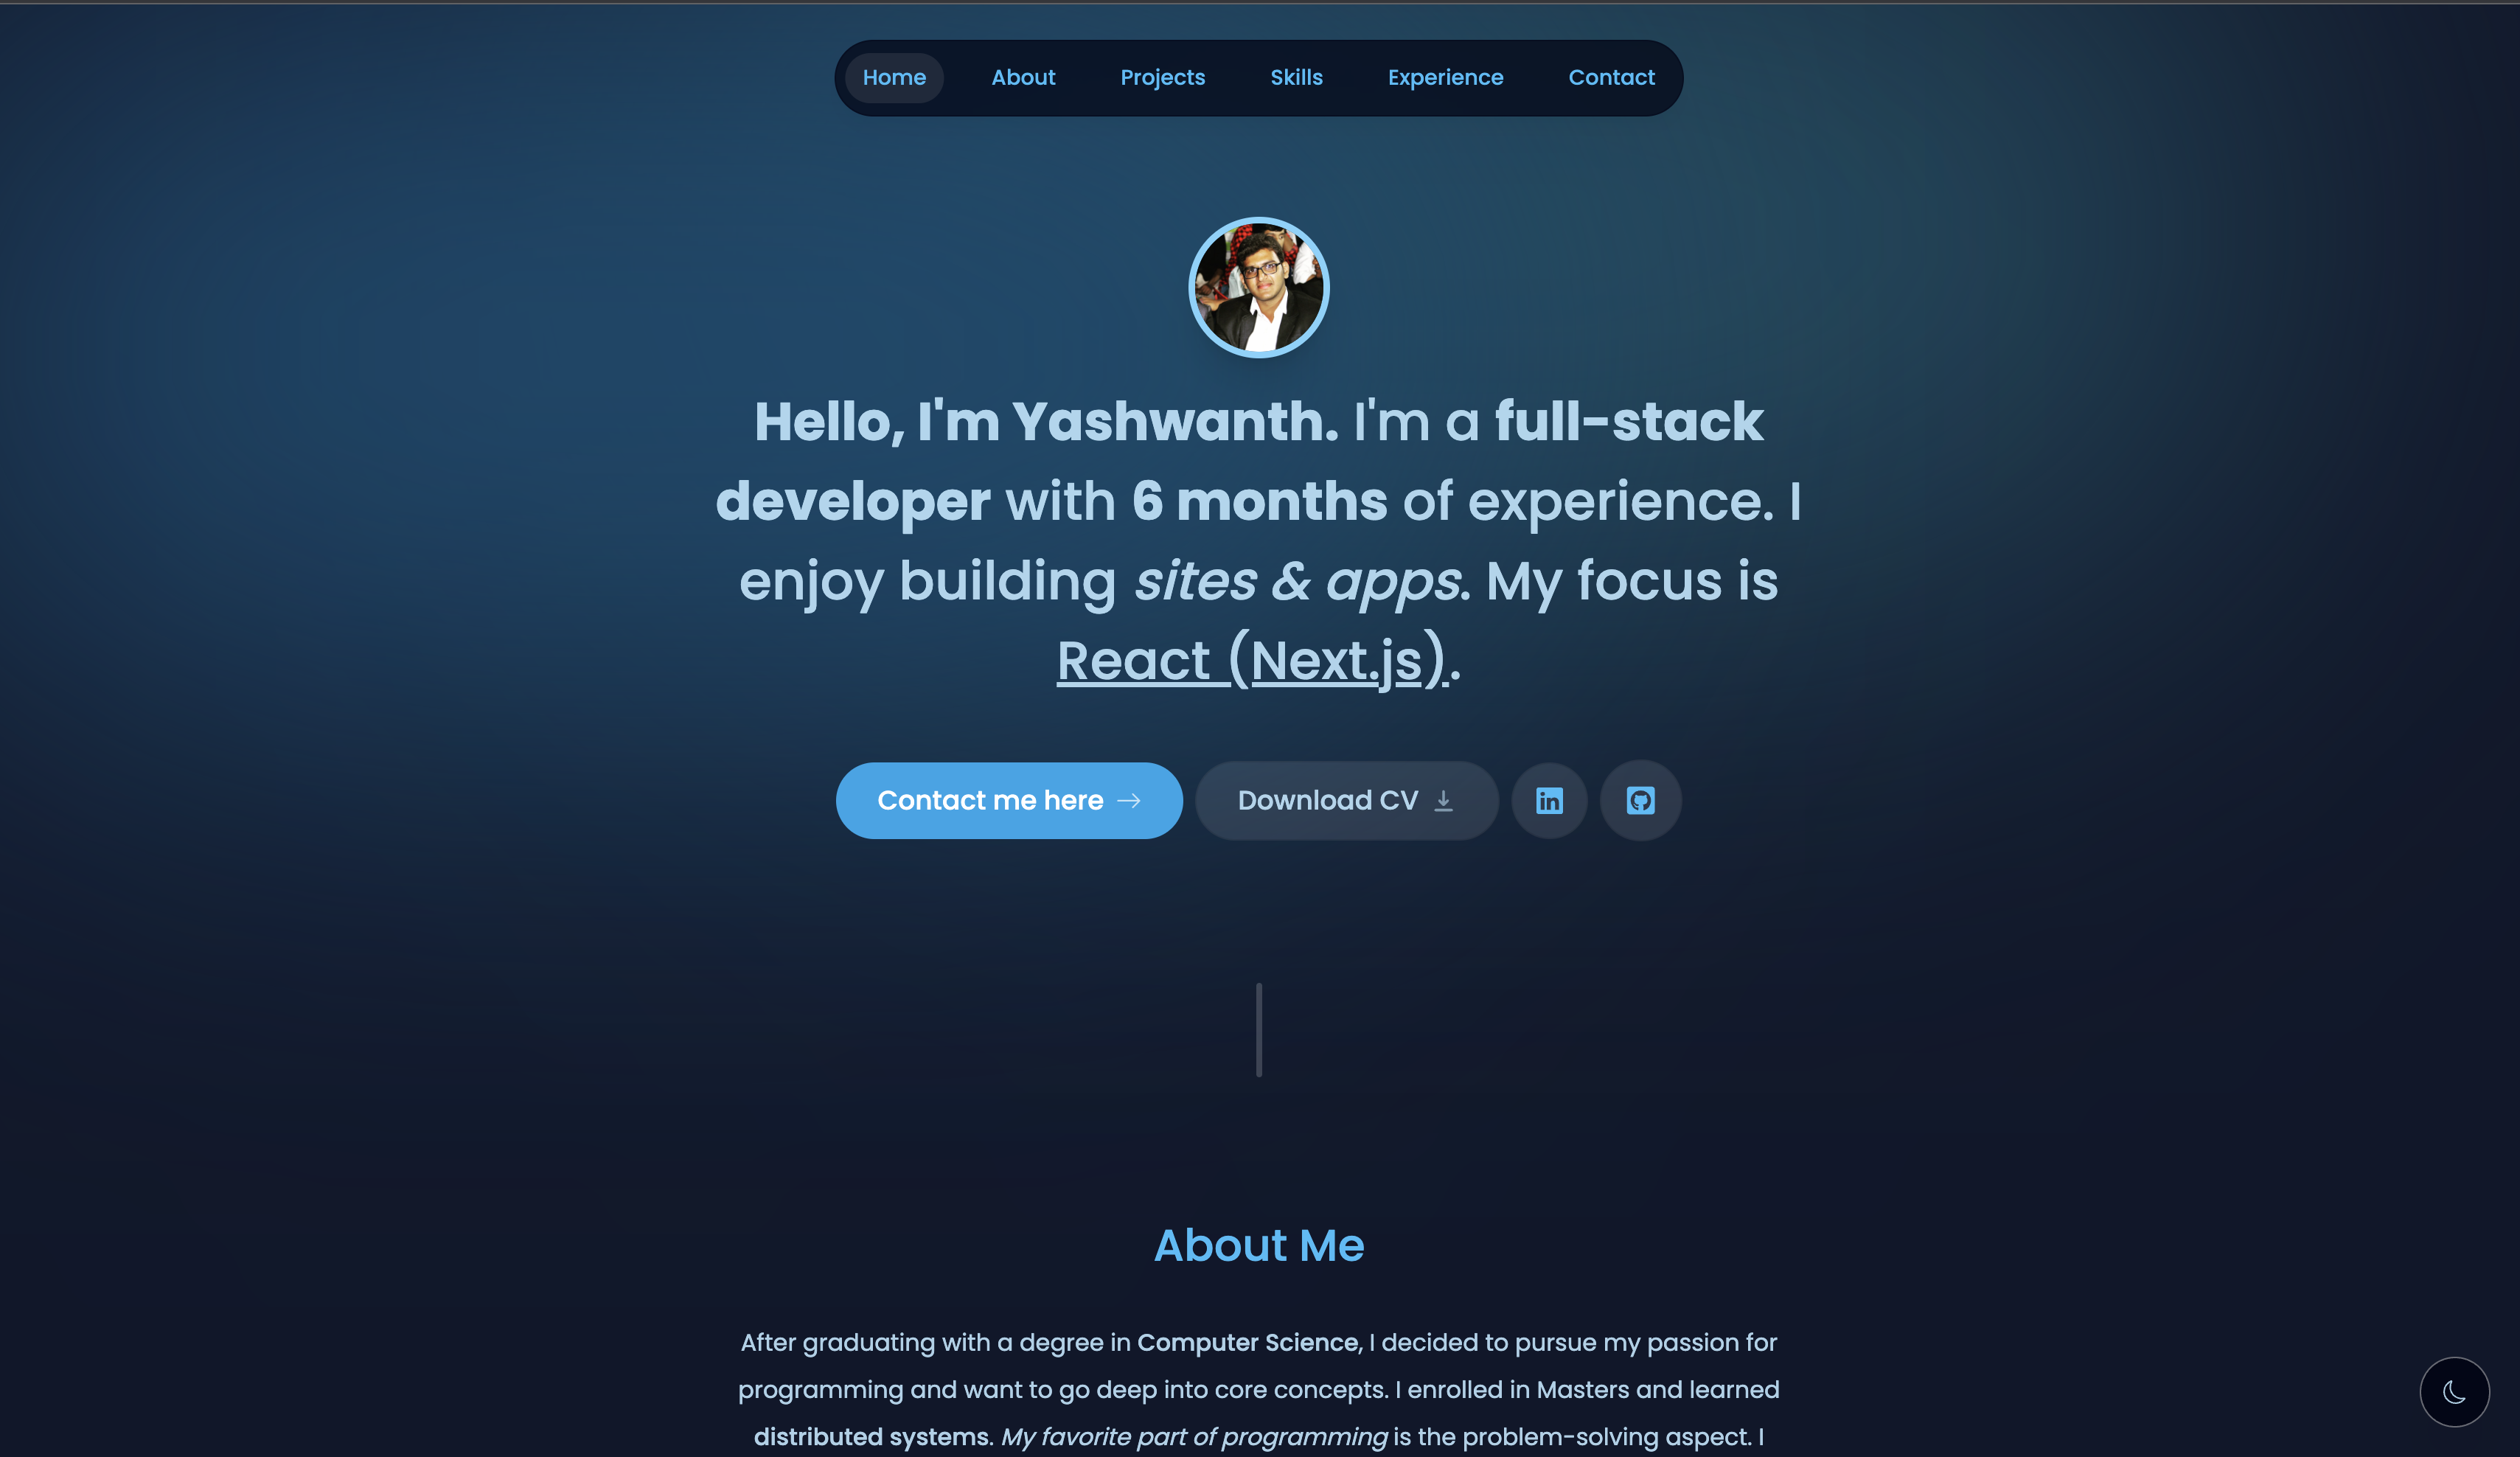 Home About Projects Skills Experience Contact
Hello, I'm Yashwanth. I'm a full-stack
developer with 6 months of experience. I
enjoy building sites & apps. My focus is
React (Next.js).
Contact me here Download CV in
About Me
After graduating with a degree in Computer Science, I decided to pursue my passion for
programming and want to go deep into core concepts. I enrolled in Masters and learned
distributed systems. My favorite part of programming is the problem-solving aspect. I